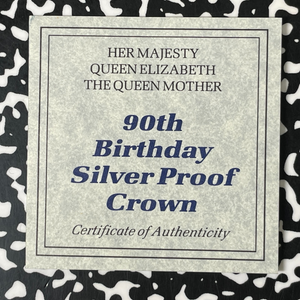 HER MAJESTY
QUEEN ELIZABETH
THE QUEEN MOTHER
90th
Birthday
Silver Proof
Crown
Certificate of Authenticity